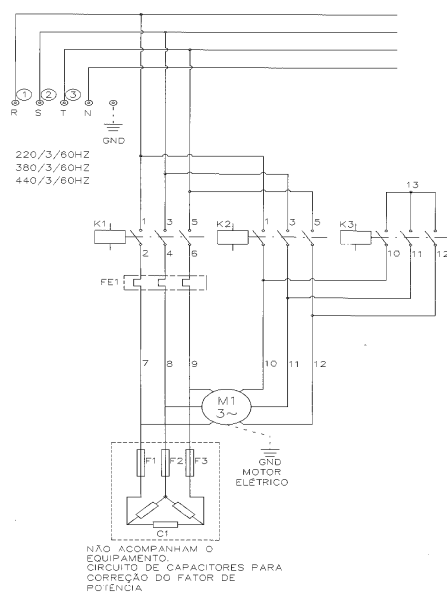 1 2 3
R S T N
GND
220/3/60HZ
380/3/60HZ
440/3/60HZ
13
K1 1 3 5 K2 1 3 5 K3
2 4 6 10 11 12
FE1
7 8 9 10 11 12
M1
3~
GND
MOTOR
ELÉTRICO
F1 F2 F3
C1
NÃO ACOMPANHAM O
EQUIPAMENTO.
CIRCUITO DE CAPACITORES PARA
CORREÇÃO DO FATOR DE
POTÊNCIA